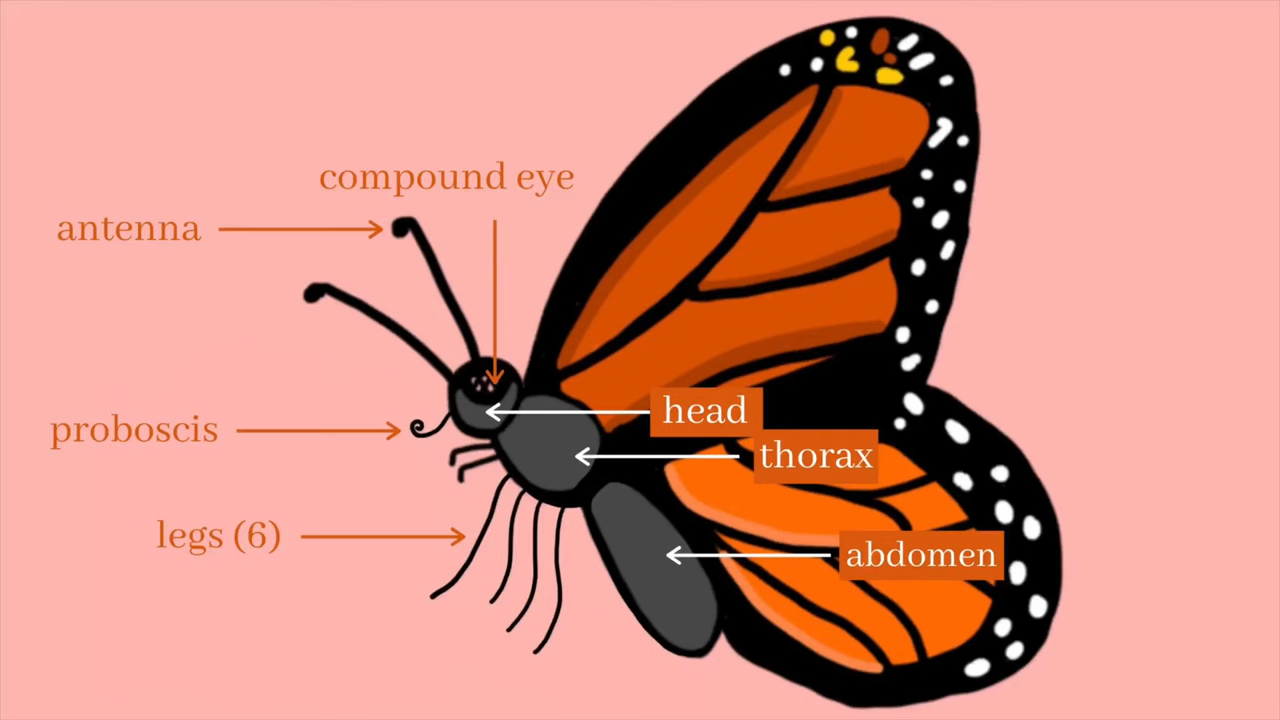 compound eye
antenna
head
proboscis
thorax
legs (6)
abdomen